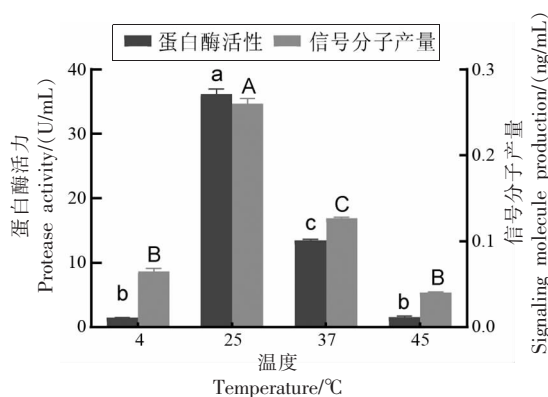 蛋白酶活性 信号分子产量
蛋白酶活力
Protease activity/(U/mL)
40
30
20
10
0
a
A
c
C
b
B
b
B
0.3
0.2
0.1
0.0
信号分子产量
Signaling molecule production/(ng/mL)
4 25 37 45
温度
Temperature/℃